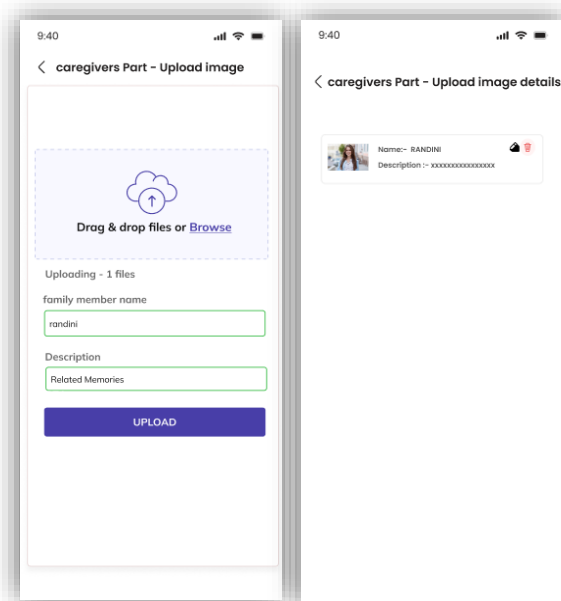 9:40
caregivers Part - Upload image
Drag & drop files or Browse
Uploading - 1 files
family member name
randini
Description
Related Memories
UPLOAD
9:40
caregivers Part - Upload image details
Name:- RANDINI
Description :- xxxxxxxxxxxxxxxx